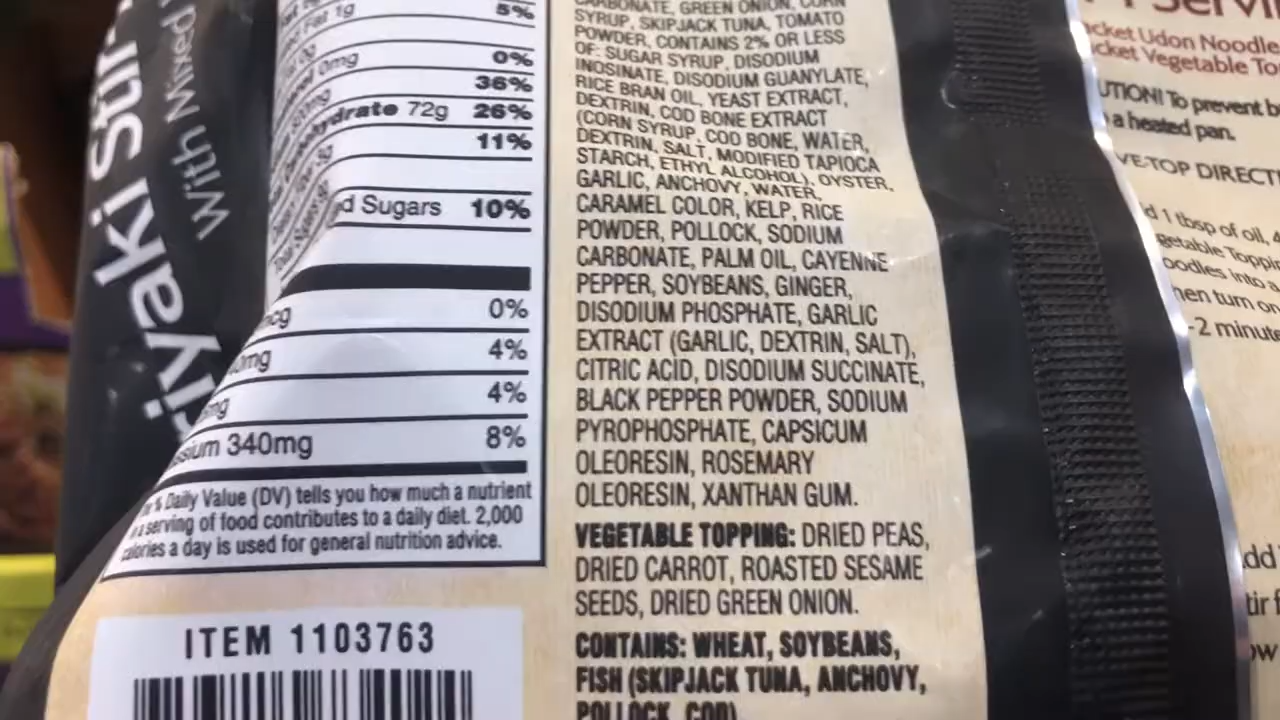 iyaki Stir
With Mixed
Fat 1g 5%
0g
0mg 0%
36%
hydrate 72g 26%
11%
d Sugars 10%
mcg 0%
0mg 4%
mg 4%
ssium 340mg 8%
% Daily Value (DV) tells you how much a nutrient
a serving of food contributes to a daily diet. 2,000
calories a day is used for general nutrition advice.
ITEM 1103763
CARBONATE, GREEN ONION, CORN
SYRUP, SKIPJACK TUNA, TOMATO
POWDER, CONTAINS 2% OR LESS
OF: SUGAR SYRUP, DISODIUM
INOSINATE, DISODIUM GUANYLATE,
RICE BRAN OIL, YEAST EXTRACT,
DEXTRIN, COD BONE EXTRACT
(CORN SYRUP, COD BONE, WATER,
DEXTRIN, SALT, MODIFIED TAPIOCA
STARCH, ETHYL ALCOHOL), OYSTER,
GARLIC, ANCHOVY, WATER,
CARAMEL COLOR, KELP, RICE
POWDER, POLLOCK, SODIUM
CARBONATE, PALM OIL, CAYENNE
PEPPER, SOYBEANS, GINGER,
DISODIUM PHOSPHATE, GARLIC
EXTRACT (GARLIC, DEXTRIN, SALT),
CITRIC ACID, DISODIUM SUCCINATE,
BLACK PEPPER POWDER, SODIUM
PYROPHOSPHATE, CAPSICUM
OLEORESIN, ROSEMARY
OLEORESIN, XANTHAN GUM.
VEGETABLE TOPPING: DRIED PEAS,
DRIED CARROT, ROASTED SESAME
SEEDS, DRIED GREEN ONION.
CONTAINS: WHEAT, SOYBEANS,
FISH (SKIPJACK TUNA, ANCHOVY,
POLLOCK, COD)
cket Udon Noodle
cket Vegetable To
UTION! To prevent b
a heated pan.
VE-TOP DIRECTI
d 1 tbsp of oil,
getable Toppin
oodles into a
hen turn on
-2 minute
dd
tir f
ow